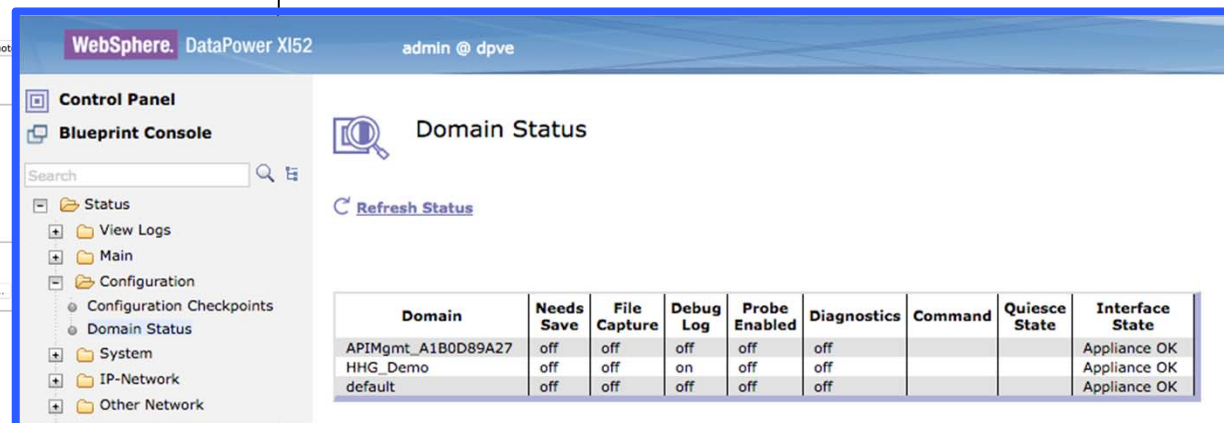 WebSphere. DataPower XI52
admin @ dpve
Control Panel
Blueprint Console
Search
Status
View Logs
Main
Configuration
Configuration Checkpoints
Domain Status
System
IP-Network
Other Network
Domain Status
Refresh Status
Domain Needs Save File Capture Debug Log Probe Enabled Diagnostics Command Quiesce State Interface State
APIMgmt_A1B0D89A27 off off off off off Appliance OK
HHG_Demo off off on off off Appliance OK
default off off off off off Appliance OK